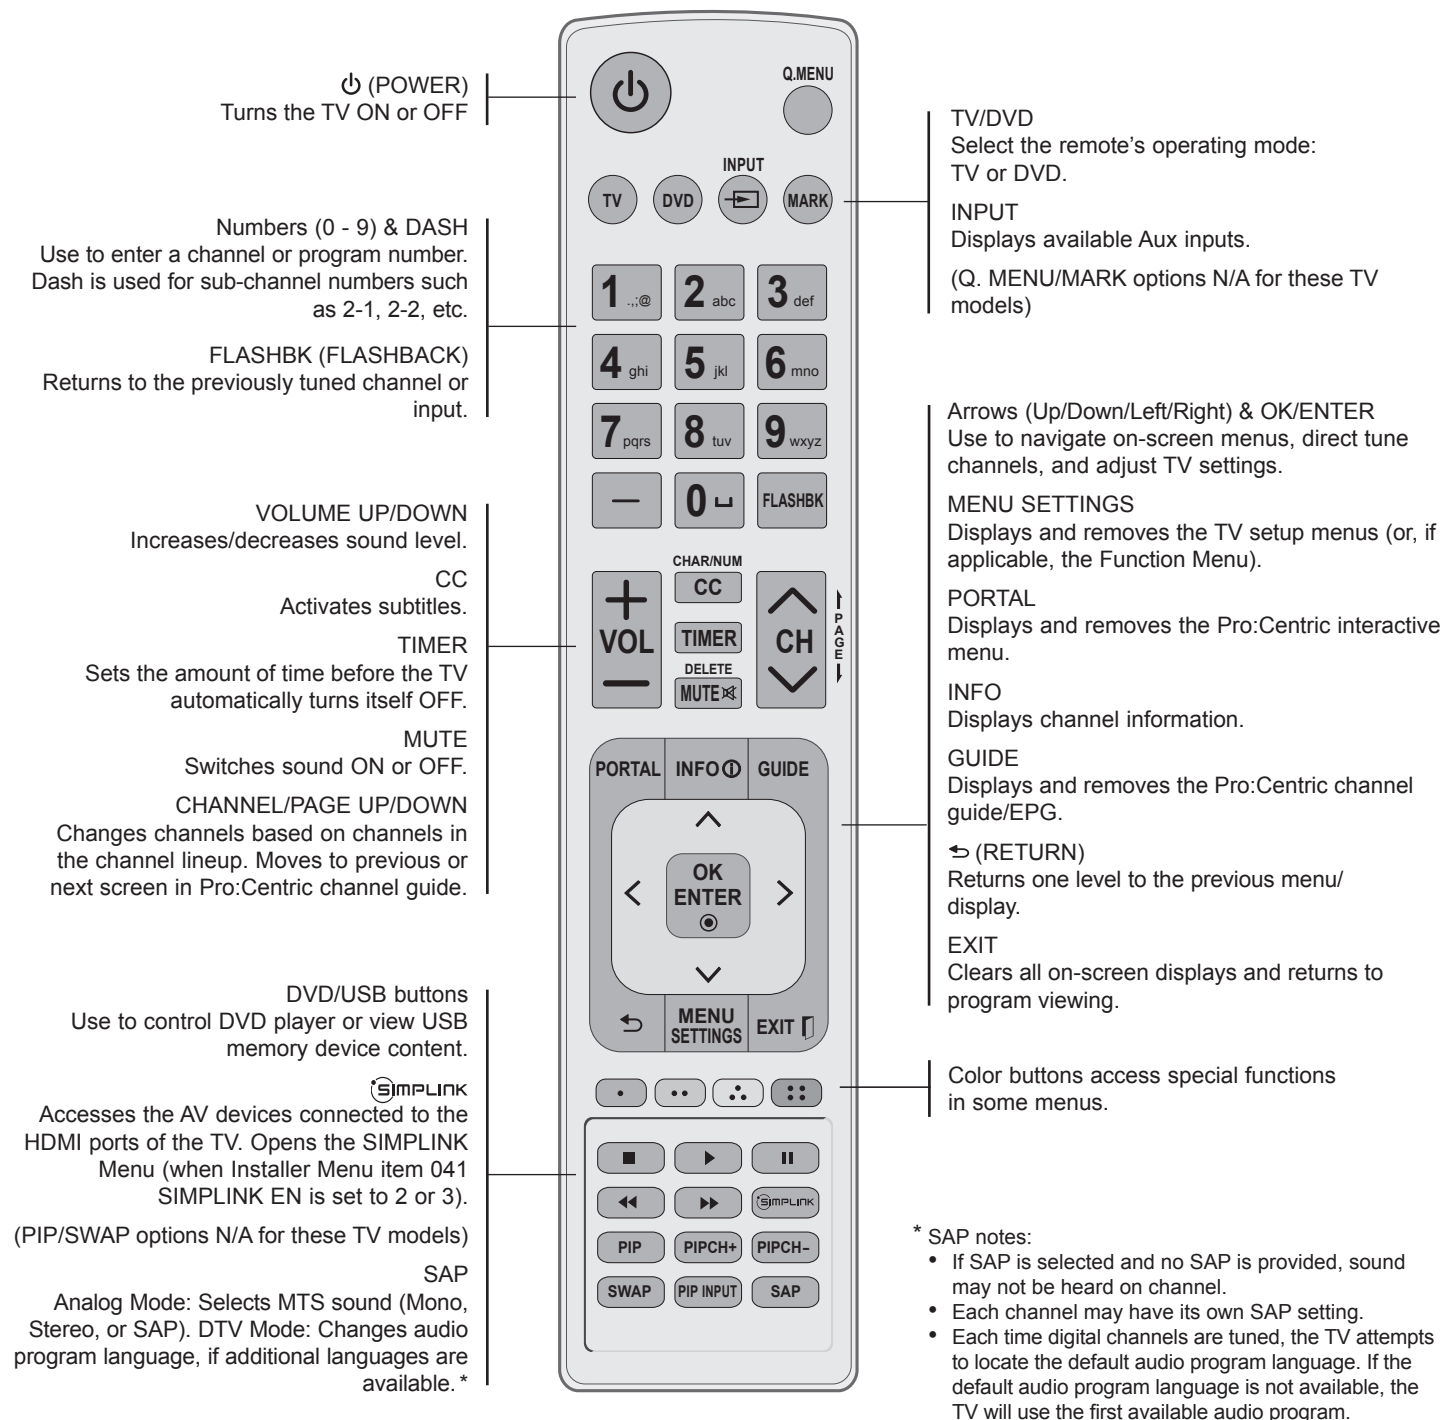 (POWER)
Turns the TV ON or OFF
Numbers (0 - 9) & DASH
Use to enter a channel or program number.
Dash is used for sub-channel numbers such
as 2-1, 2-2, etc.
FLASHBK (FLASHBACK)
Returns to the previously tuned channel or
input.
VOLUME UP/DOWN
Increases/decreases sound level.
CC
Activates subtitles.
TIMER
Sets the amount of time before the TV
automatically turns itself OFF.
MUTE
Switches sound ON or OFF.
CHANNEL/PAGE UP/DOWN
Changes channels based on channels in
the channel lineup. Moves to previous or
next screen in Pro:Centric channel guide.
DVD/USB buttons
Use to control DVD player or view USB
memory device content.
SIMPLINK
Accesses the AV devices connected to the
HDMI ports of the TV. Opens the SIMPLINK
Menu (when Installer Menu item 041
SIMPLINK EN is set to 2 or 3).
(PIP/SWAP options N/A for these TV models)
SAP
Analog Mode: Selects MTS sound (Mono,
Stereo, or SAP). DTV Mode: Changes audio
program language, if additional languages are
available. *
Q.MENU
INPUT
TV DVD MARK
1 .,;@ 2 abc 3 def
4 ghi 5 jkl 6 mno
7 pqrs 8 tuv 9 wxyz
— 0 ␣ FLASHBK
CHAR/NUM
CC
VOL TIMER CH PAGE
DELETE
MUTE
PORTAL INFO GUIDE
OK
ENTER
MENU
SETTINGS EXIT
SIMPLINK
PIP PIPCH+ PIPCH-
SWAP PIP INPUT SAP
TV/DVD
Select the remote's operating mode:
TV or DVD.
INPUT
Displays available Aux inputs.
(Q. MENU/MARK options N/A for these TV
models)
Arrows (Up/Down/Left/Right) & OK/ENTER
Use to navigate on-screen menus, direct tune
channels, and adjust TV settings.
MENU SETTINGS
Displays and removes the TV setup menus (or, if
applicable, the Function Menu).
PORTAL
Displays and removes the Pro:Centric interactive
menu.
INFO
Displays channel information.
GUIDE
Displays and removes the Pro:Centric channel
guide/EPG.
(RETURN)
Returns one level to the previous menu/
display.
EXIT
Clears all on-screen displays and returns to
program viewing.
Color buttons access special functions
in some menus.
* SAP notes:
• If SAP is selected and no SAP is provided, sound
may not be heard on channel.
• Each channel may have its own SAP setting.
• Each time digital channels are tuned, the TV attempts
to locate the default audio program language. If the
default audio program language is not available, the
TV will use the first available audio program.